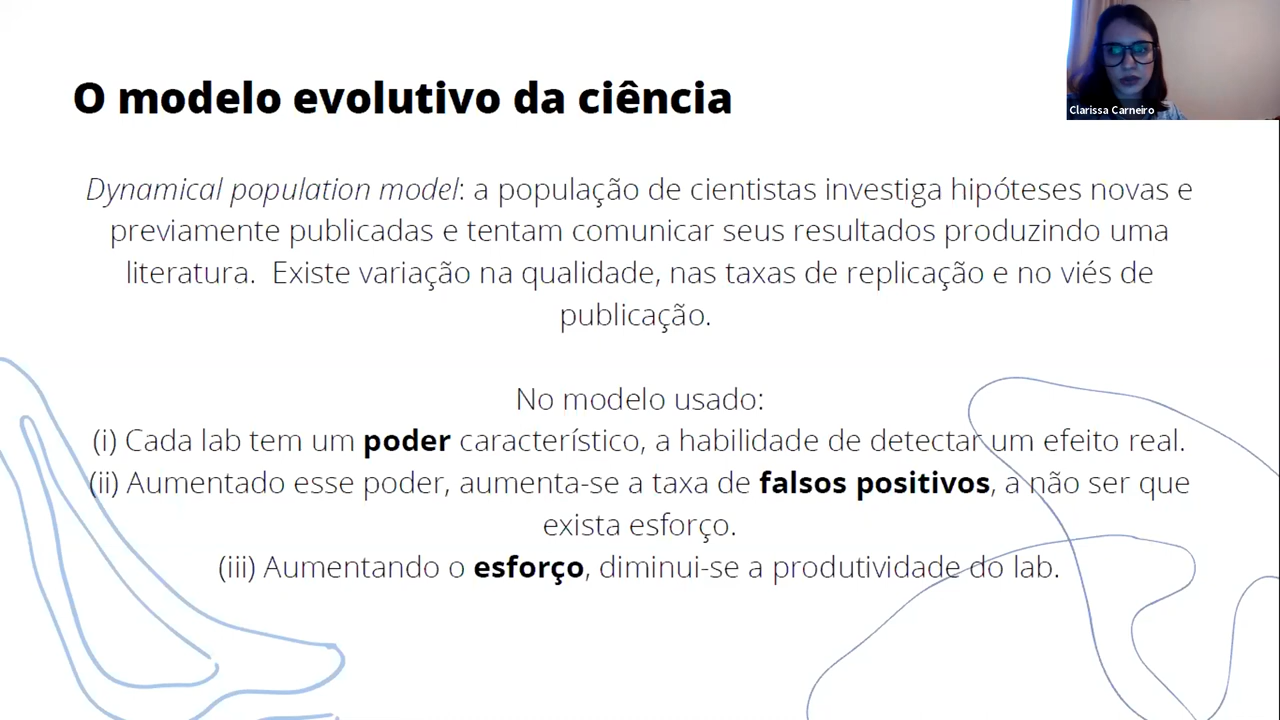 O modelo evolutivo da ciência
Clarissa Carneiro
Dynamical population model: a população de cientistas investiga hipóteses novas e
previamente publicadas e tentam comunicar seus resultados produzindo uma
literatura.  Existe variação na qualidade, nas taxas de replicação e no viés de
publicação.
No modelo usado:
(i) Cada lab tem um poder característico, a habilidade de detectar um efeito real.
(ii) Aumentado esse poder, aumenta-se a taxa de falsos positivos, a não ser que
exista esforço.
(iii) Aumentando o esforço, diminui-se a produtividade do lab.